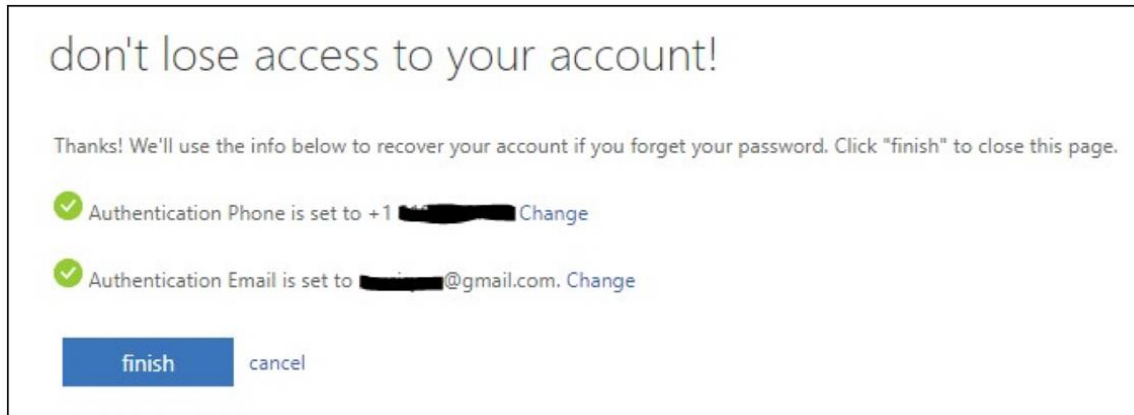 don't lose access to your account!
Thanks! We'll use the info below to recover your account if you forget your password. Click "finish" to close this page.
Authentication Phone is set to +1 Change
Authentication Email is set to @gmail.com. Change
finish cancel